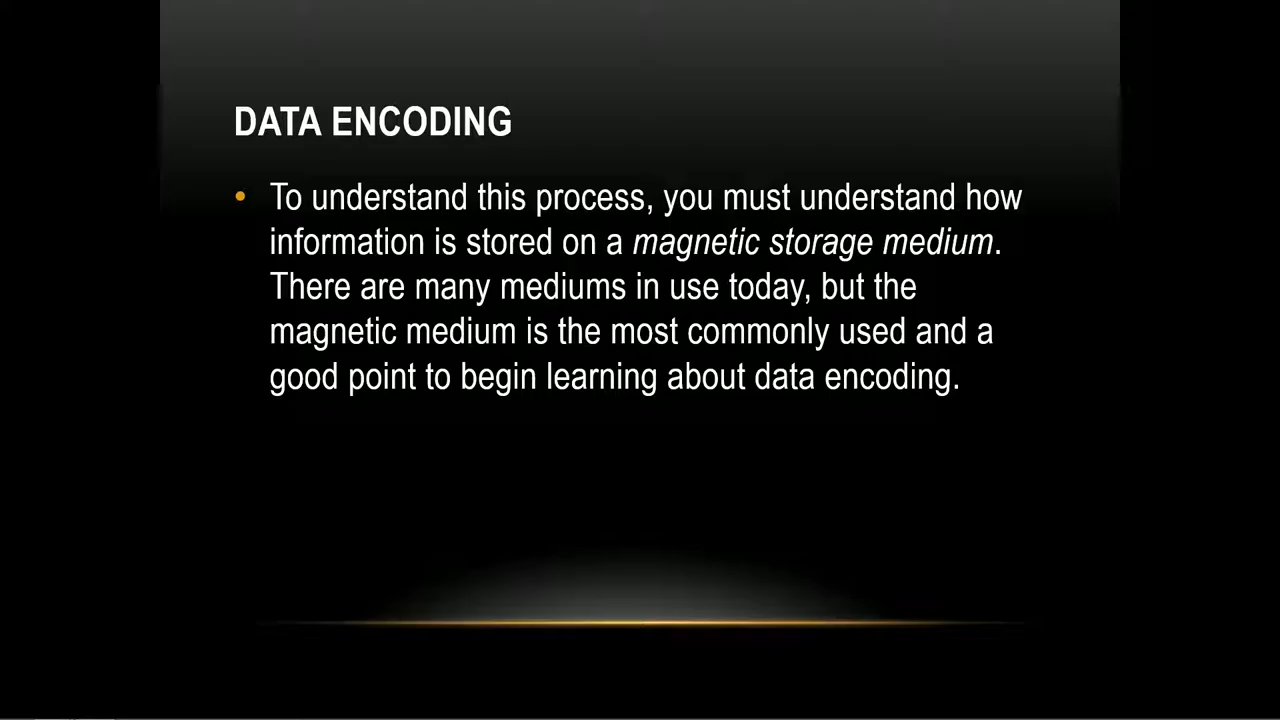 DATA ENCODING
• To understand this process, you must understand how
information is stored on a magnetic storage medium.
There are many mediums in use today, but the
magnetic medium is the most commonly used and a
good point to begin learning about data encoding.